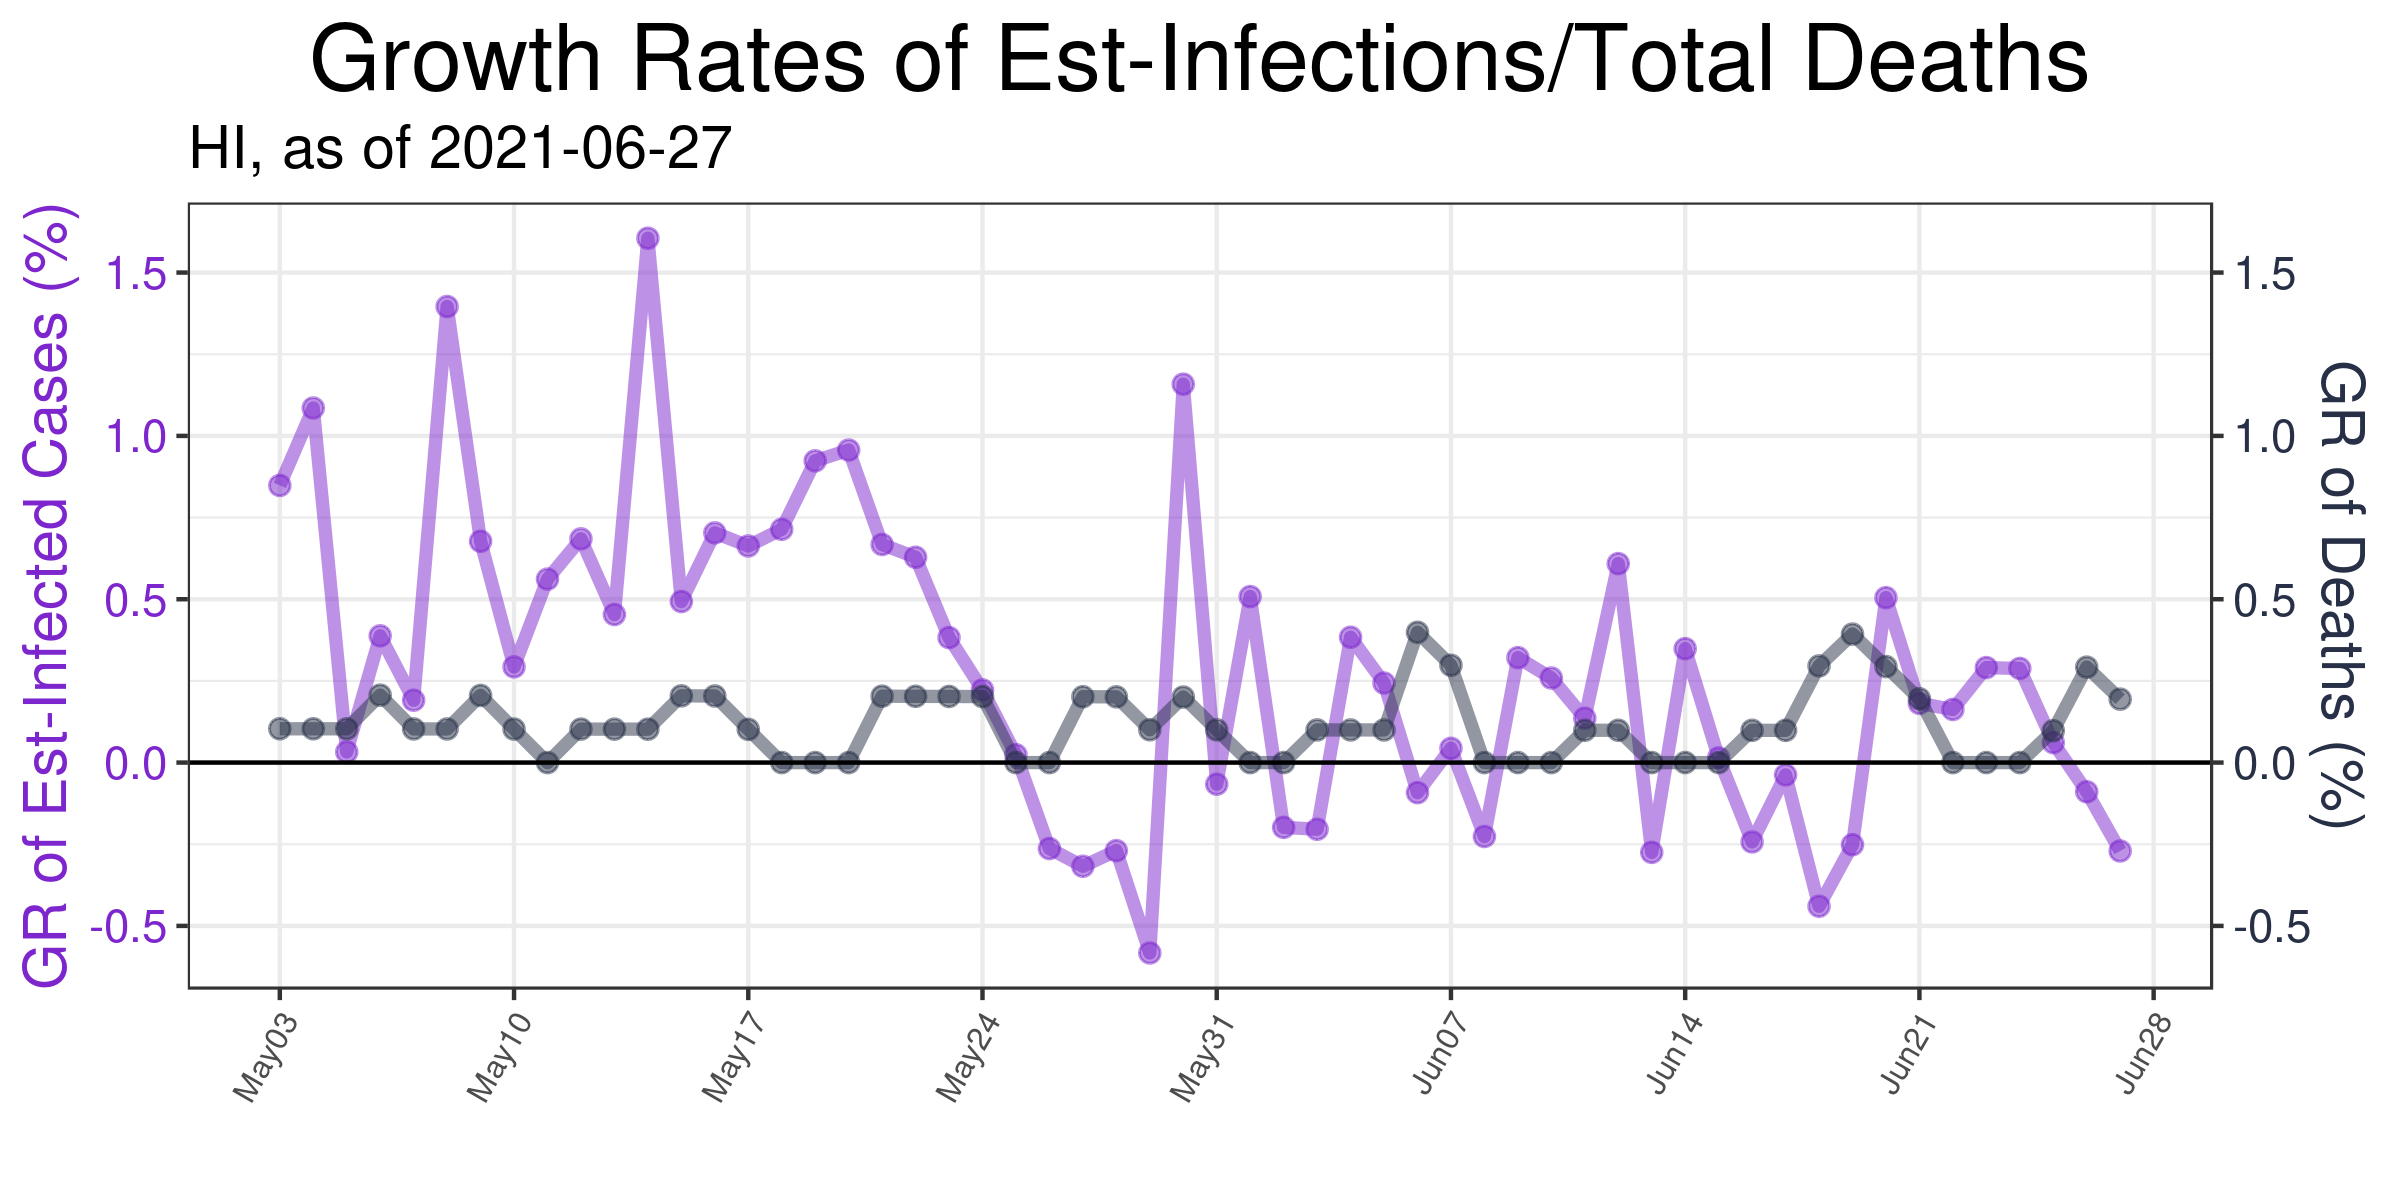 Growth Rates of Est-Infections/Total Deaths
HI, as of 2021-06-27
GR of Est-Infected Cases (%)
1.5
1.0
0.5
0.0
-0.5
1.5
1.0
0.5
0.0
-0.5
GR of Deaths (%)
May03
May10
May17
May24
May31
Jun07
Jun14
Jun21
Jun28